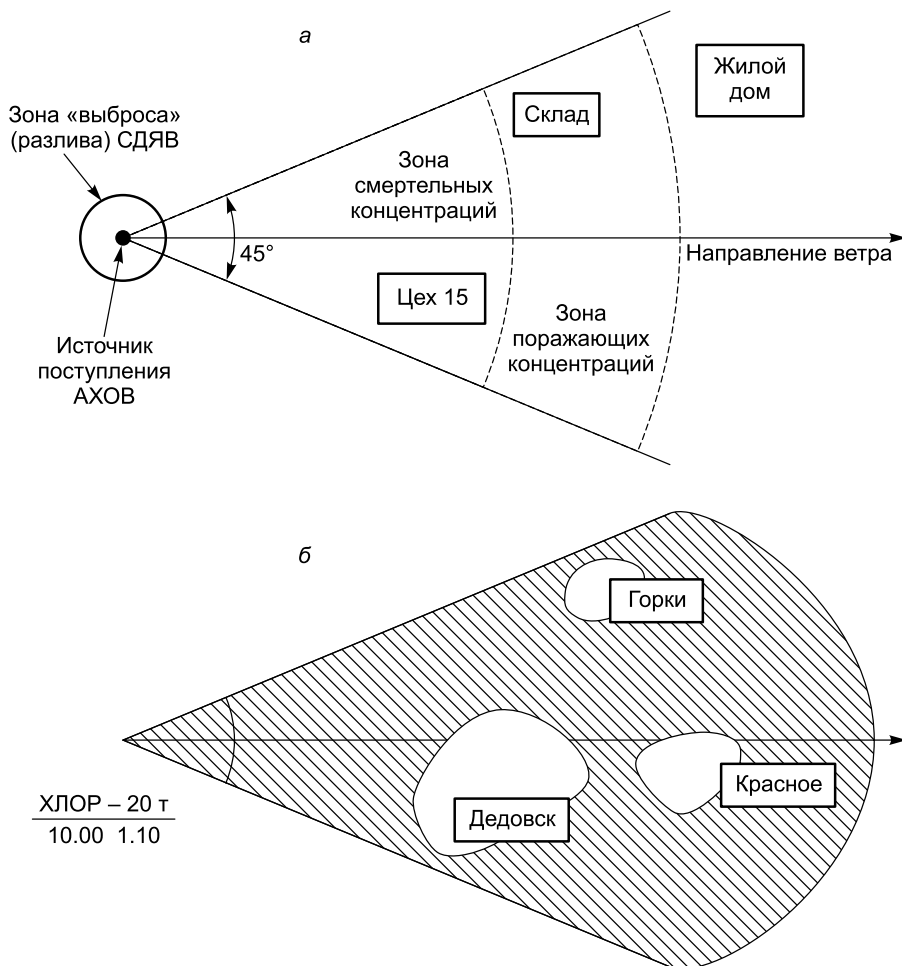 а
Жилой
дом
Зона «выброса»
(разлива) СДЯВ
Склад
Зона
смертельных
концентраций
45°
Направление ветра
Цех 15
Зона
поражающих
концентраций
Источник
поступления
АХОВ
б
Горки
Красное
ХЛОР – 20 т
10.00 1.10
Дедовск